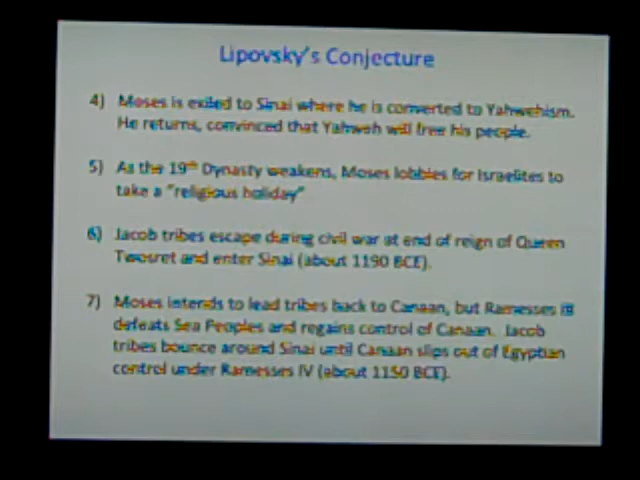 Lipovsky's Conjecture
4) Moses is exiled to Sinai where he is converted to Yahwehism.
He returns, convinced that Yahweh will free his people.
5) As the 19th Dynasty weakens, Moses lobbies for Israelites to
take a "religious holiday"
6) Jacob tribes escape during civil war at end of reign of Queen
Twosret and enter Sinai (about 1190 BCE).
7) Moses intends to lead tribes back to Canaan, but Ramesses III
defeats Sea Peoples and regains control of Canaan. Jacob
tribes bounce around Sinai until Canaan slips out of Egyptian
control under Ramesses IV (about 1150 BCE).